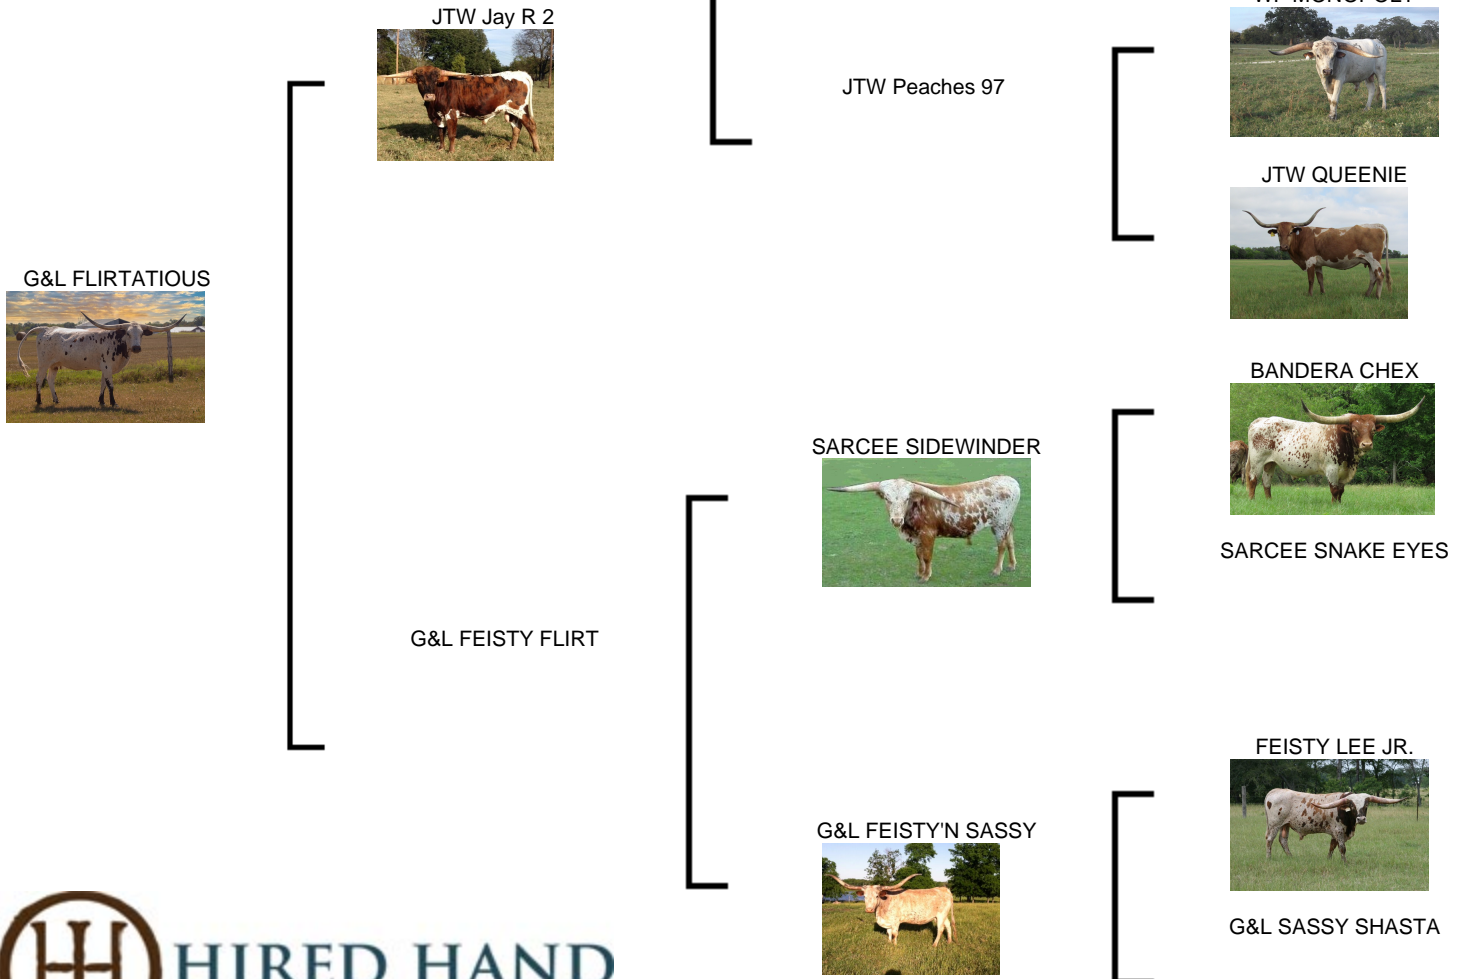 JTW Jay R 2
JTW Peaches 97
JTW QUEENIE
G&L FLIRTATIOUS
BANDERA CHEX
SARCEE SIDEWINDER
SARCEE SNAKE EYES
G&L FEISTY FLIRT
FEISTY LEE JR.
G&L FEISTY'N SASSY
G&L SASSY SHASTA
HIRED HAND